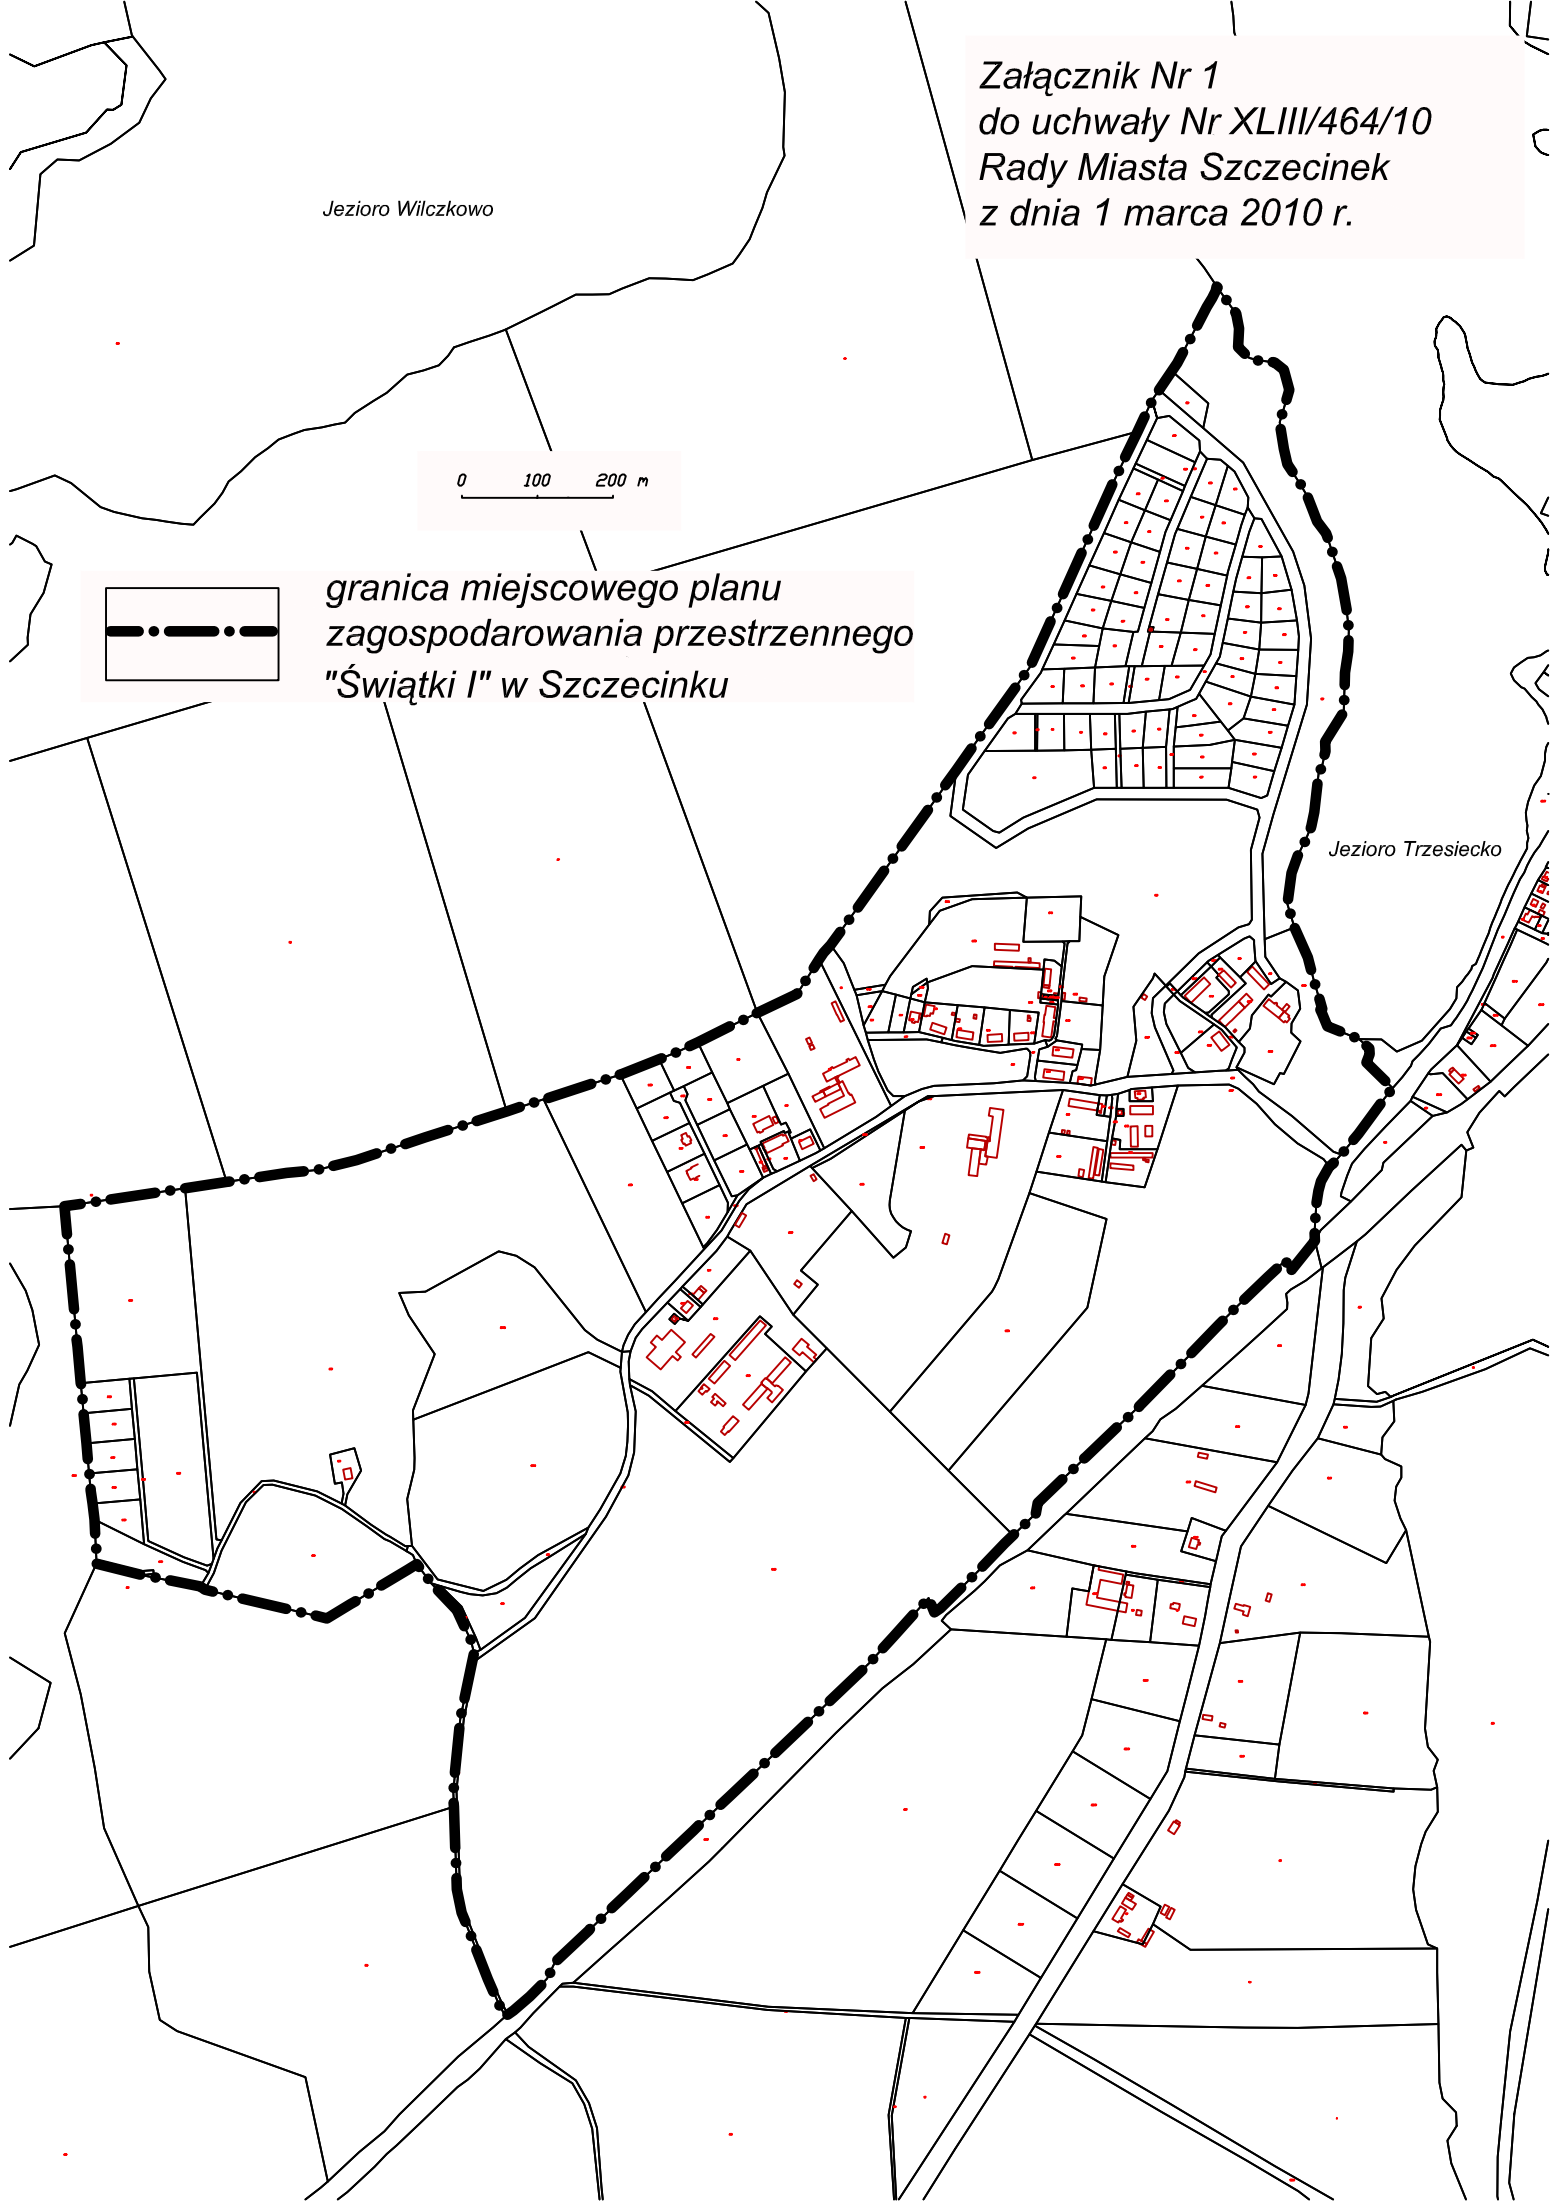 Załącznik Nr 1
do uchwały Nr XLIII/464/10
Rady Miasta Szczecinek
z dnia 1 marca 2010 r.
Jezioro Wilczkowo
0 100 200 m
granica miejscowego planu
zagospodarowania przestrzennego
"Świątki I" w Szczecinku
Jezioro Trzesiecko